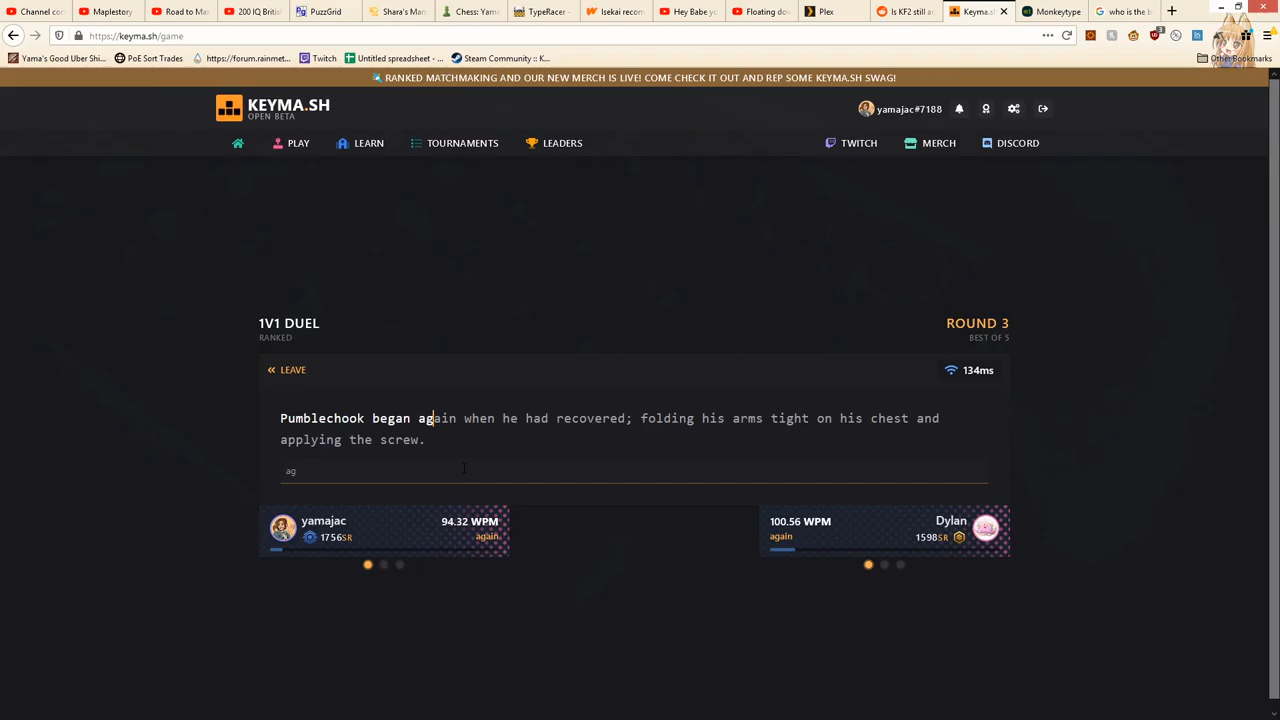 Channel con
Maplestory
Road to Ma
200 IQ Britis
PuzzGrid
Shara's Man
Chess: Yama
TypeRacer -
Isekai recom
Hey Babe yo
Floating dow
Plex
Is KF2 still ac
Keyma.sh
Monkeytype
who is the b
https://keyma.sh/game
Yama's Good Uber Shi...
PoE Sort Trades
https://forum.rainmet...
Twitch
Untitled spreadsheet - ...
Steam Community :: K...
Other Bookmarks
RANKED MATCHMAKING AND OUR NEW MERCH IS LIVE! COME CHECK IT OUT AND REP SOME KEYMA.SH SWAG!
KEYMA.SH
OPEN BETA
yamajac#7188
PLAY
LEARN
TOURNAMENTS
LEADERS
TWITCH
MERCH
DISCORD
1V1 DUEL
RANKED
ROUND 3
BEST OF 5
LEAVE
134ms
Pumblechook began again when he had recovered; folding his arms tight on his chest and
applying the screw.
ag
yamajac
94.32 WPM
1756SR
again
100.56 WPM
Dylan
again
1598SR